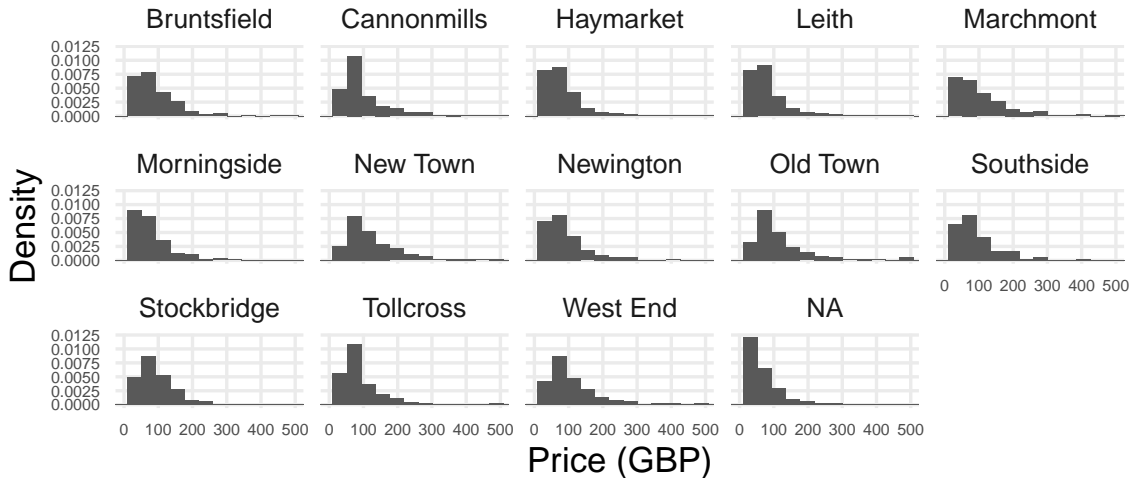 Bruntsfield Cannonmills Haymarket Leith Marchmont
0.0125
0.0100
0.0075
0.0050
0.0025
0.0000
Morningside New Town Newington Old Town Southside
0.0125
0.0100
0.0075
0.0050
0.0025
0.0000
0 100 200 300 400 500
Stockbridge Tollcross West End NA
0.0125
0.0100
0.0075
0.0050
0.0025
0.0000
0 100 200 300 400 500 0 100 200 300 400 500 0 100 200 300 400 500 0 100 200 300 400 500
Price (GBP)
Density